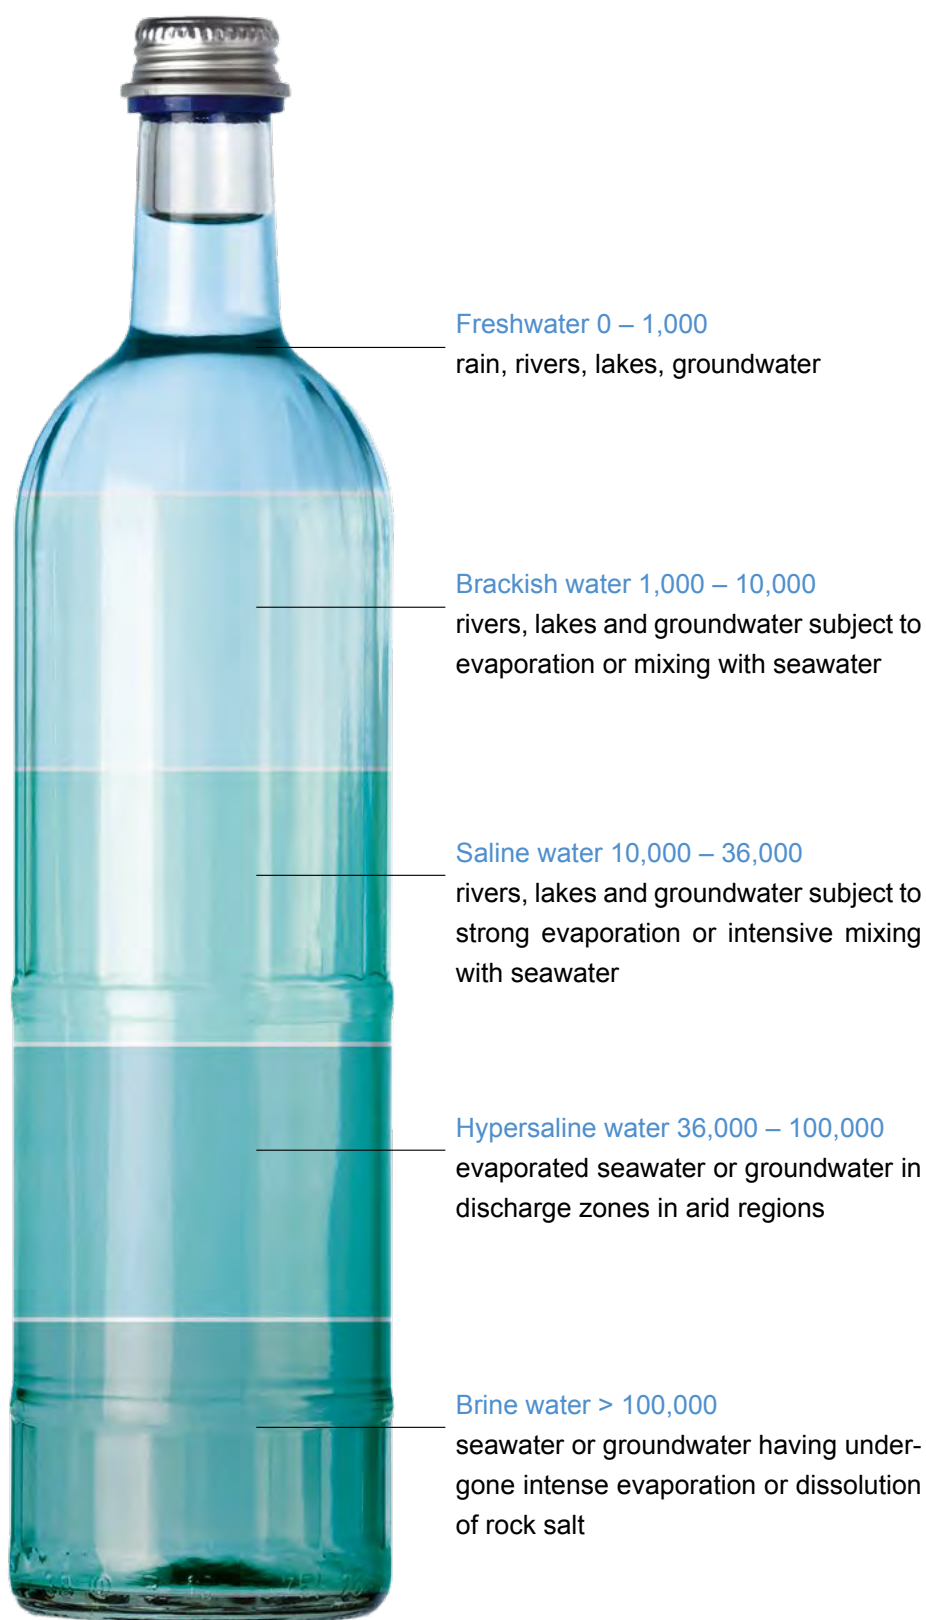 Freshwater 0 – 1,000
rain, rivers, lakes, groundwater
Brackish water 1,000 – 10,000
rivers, lakes and groundwater subject to
evaporation or mixing with seawater
Saline water 10,000 – 36,000
rivers, lakes and groundwater subject to
strong evaporation or intensive mixing
with seawater
Hypersaline water 36,000 – 100,000
evaporated seawater or groundwater in
discharge zones in arid regions
Brine water > 100,000
seawater or groundwater having under-
gone intense evaporation or dissolution
of rock salt